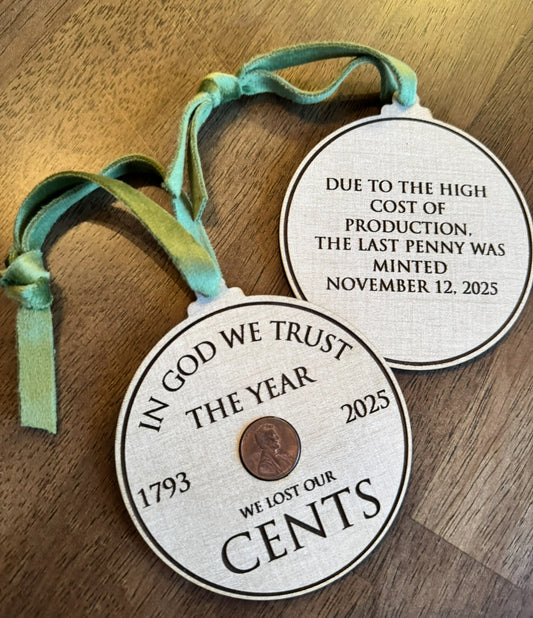 IN GOD WE TRUST
THE YEAR
1793
2025
WE LOST OUR
CENTS
DUE TO THE HIGH
COST OF
PRODUCTION,
THE LAST PENNY WAS
MINTED
NOVEMBER 12, 2025